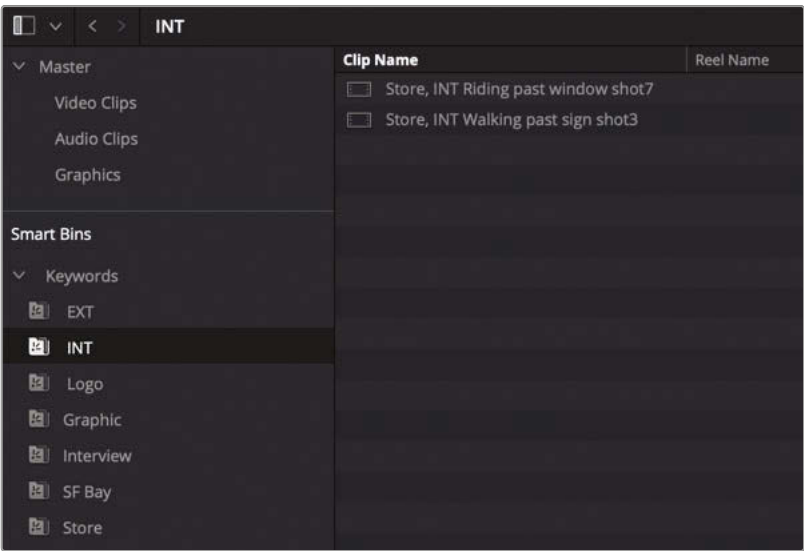 INT
Master
Video Clips
Audio Clips
Graphics
Smart Bins
Keywords
EXT
INT
Logo
Graphic
Interview
SF Bay
Store
Clip Name Reel Name
Store, INT Riding past window shot7
Store, INT Walking past sign shot3